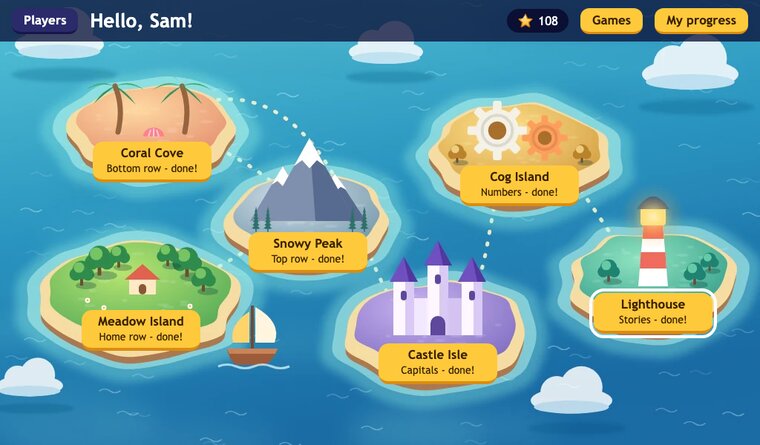 Players
Hello, Sam!
108
Games
My progress
Coral Cove
Bottom row - done!
Cog Island
Numbers - done!
Snowy Peak
Top row - done!
Lighthouse
Stories - done!
Meadow Island
Home row - done!
Castle Isle
Capitals - done!